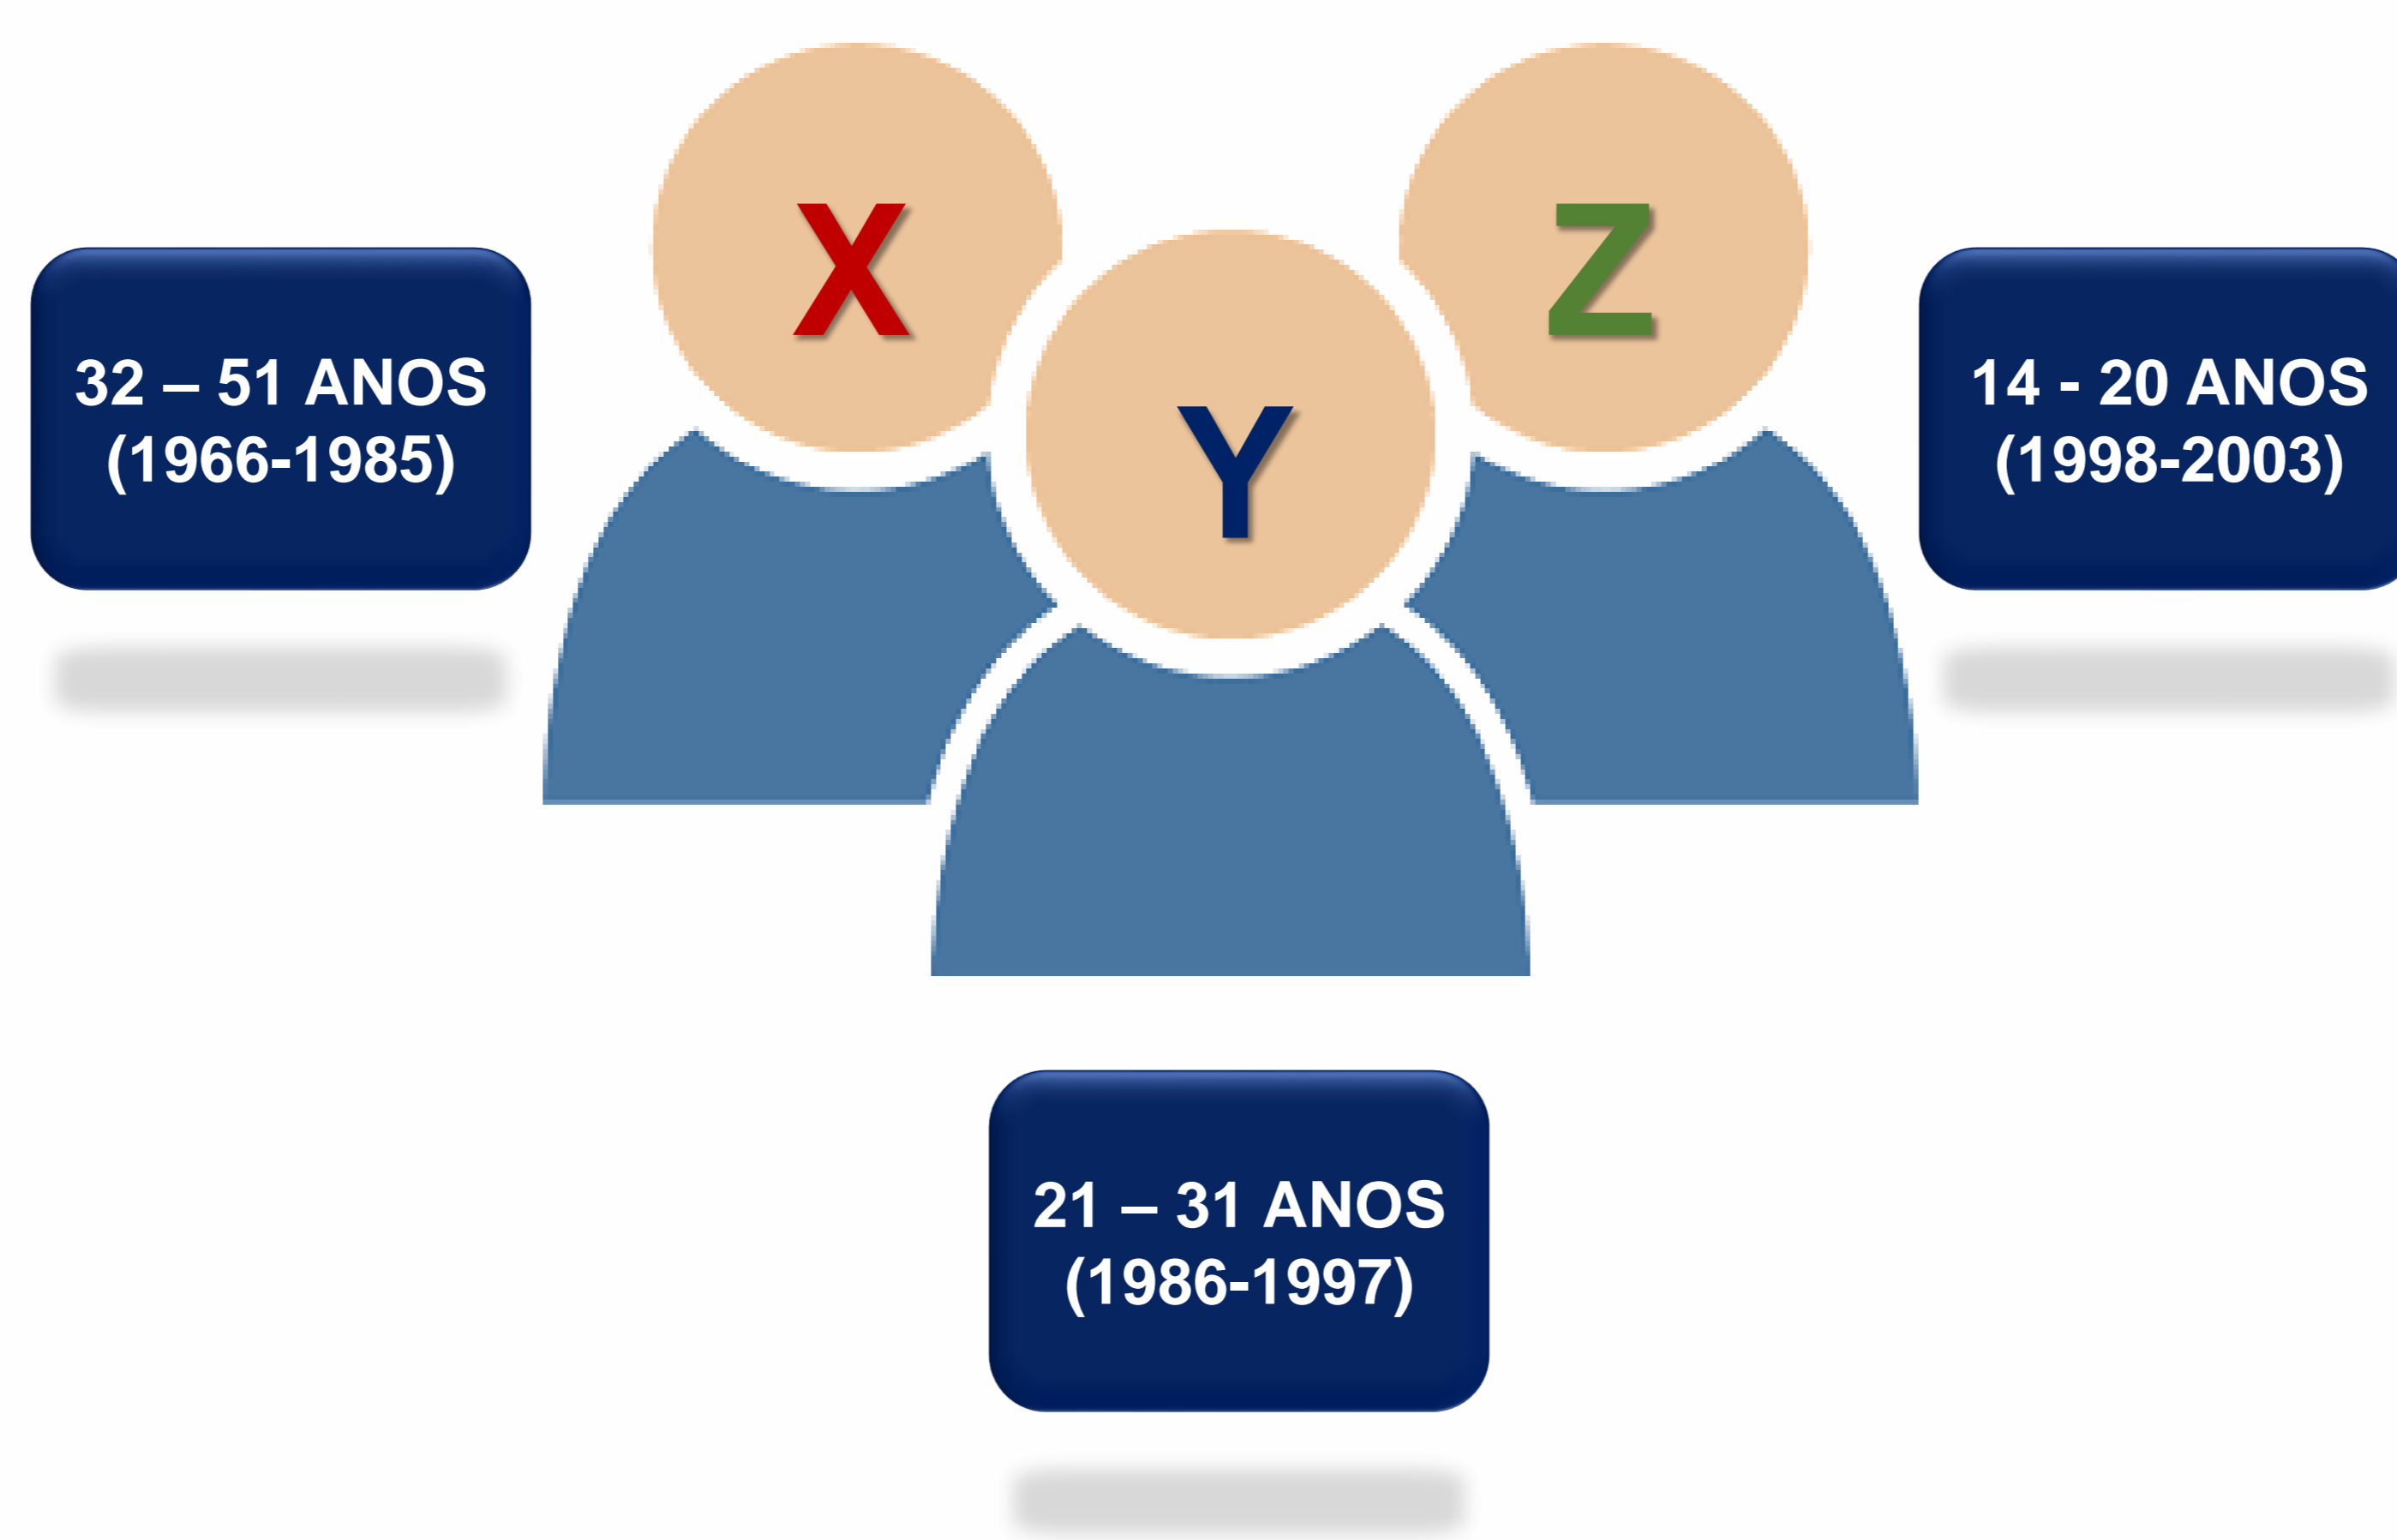 X
Z
Y
32 – 51 ANOS
(1966-1985)
14 - 20 ANOS
(1998-2003)
21 – 31 ANOS
(1986-1997)